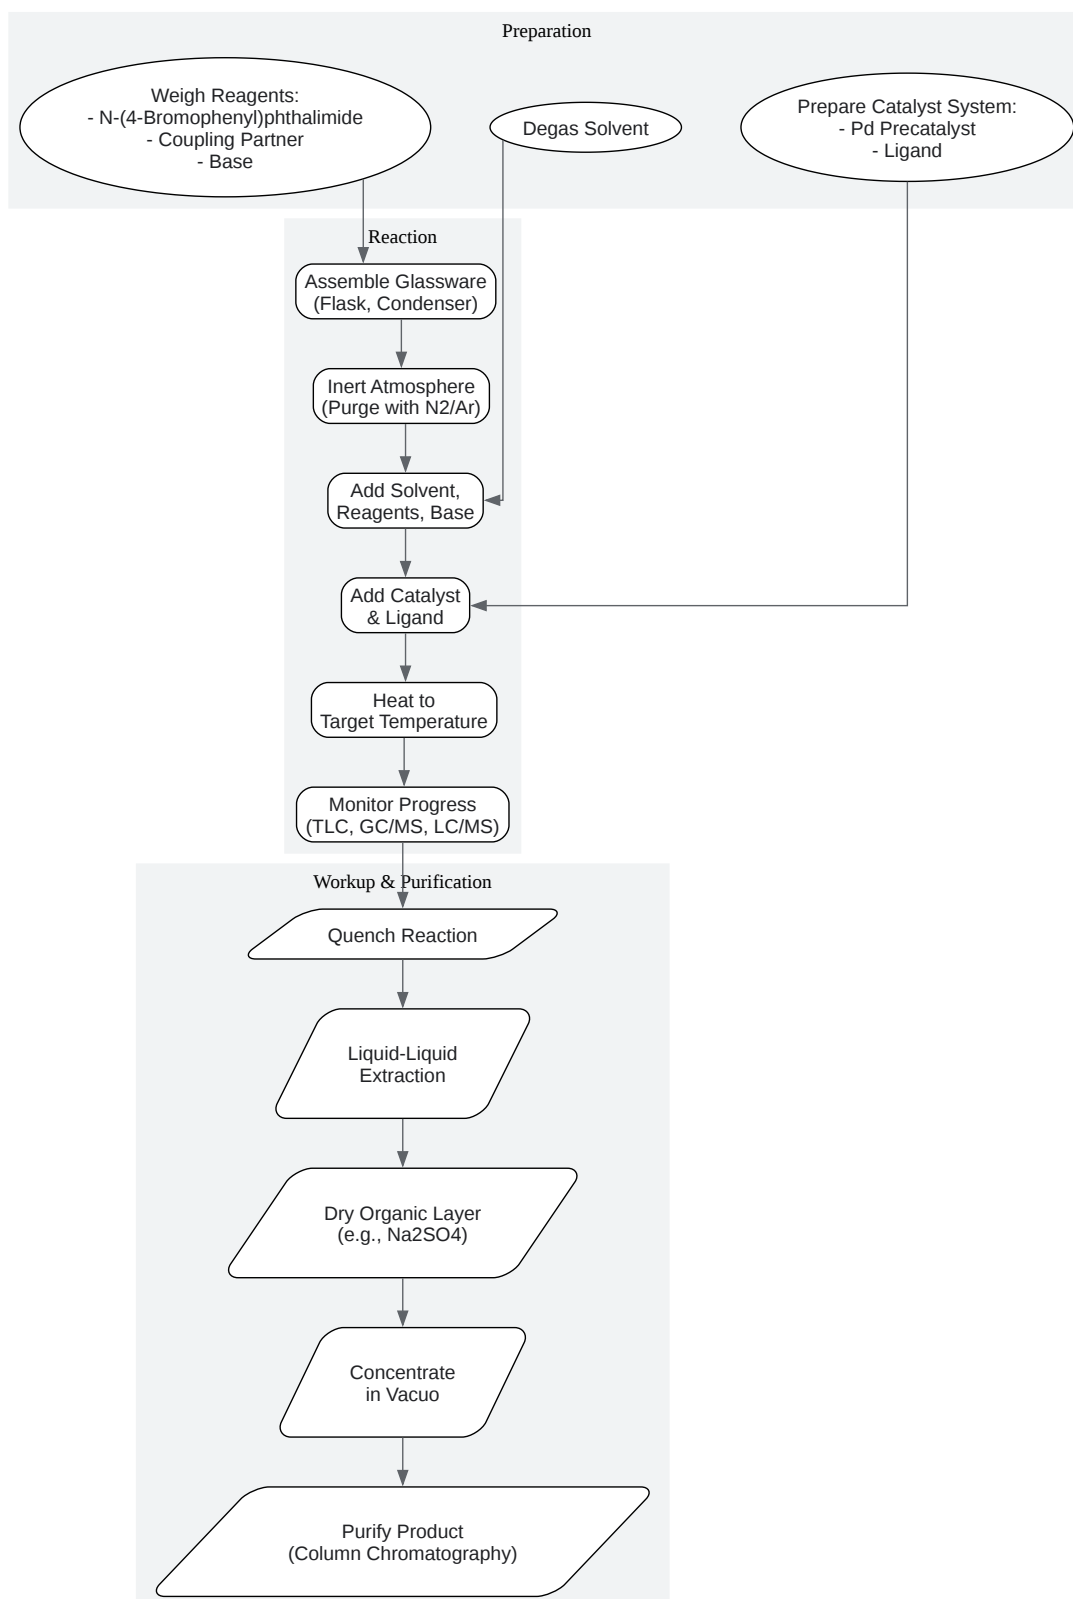 Preparation
Weigh Reagents:
- N-(4-Bromophenyl)phthalimide
- Coupling Partner
- Base
Degas Solvent
Prepare Catalyst System:
- Pd Precatalyst
- Ligand
Reaction
Assemble Glassware
(Flask, Condenser)
Inert Atmosphere
(Purge with N2/Ar)
Add Solvent,
Reagents, Base
Add Catalyst
& Ligand
Heat to
Target Temperature
Monitor Progress
(TLC, GC/MS, LC/MS)
Workup & Purification
Quench Reaction
Liquid-Liquid
Extraction
Dry Organic Layer
(e.g., Na2SO4)
Concentrate
in Vacuo
Purify Product
(Column Chromatography)